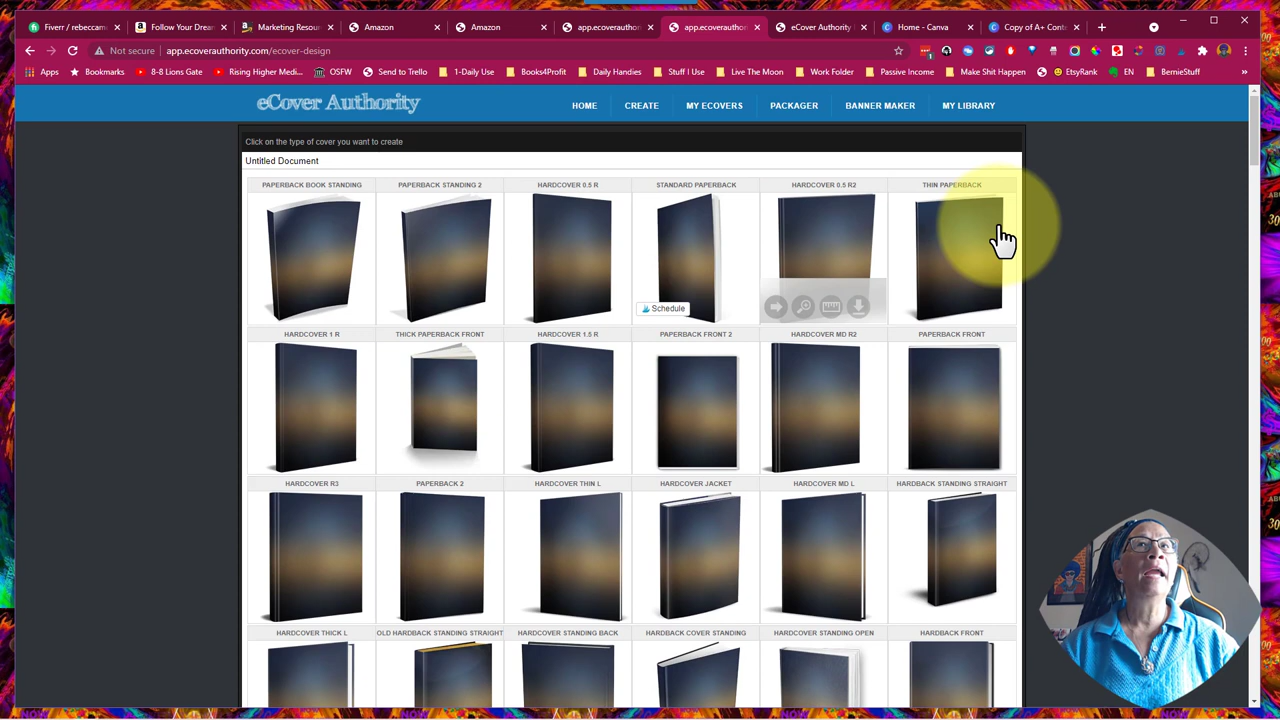 Fiverr / rebeccam
Follow Your Drea
Marketing Resour
Amazon
Amazon
app.ecoverauthori
app.ecoverauthori
eCover Authority
Home - Canva
Copy of A+ Cont
Not secure
app.ecoverauthority.com/ecover-design
Apps
Bookmarks
8-8 Lions Gate
Rising Higher Medi...
OSFW
Send to Trello
1-Daily Use
Books4Profit
Daily Handies
Stuff I Use
Live The Moon
Work Folder
Passive Income
Make Shit Happen
EtsyRank
EN
BernieStuff
»
eCover Authority
HOME
CREATE
MY ECOVERS
PACKAGER
BANNER MAKER
MY LIBRARY
Click on the type of cover you want to create
Untitled Document
PAPERBACK BOOK STANDING
PAPERBACK STANDING 2
HARDCOVER 0.5 R
STANDARD PAPERBACK
HARDCOVER 0.5 R2
THIN PAPERBACK
Schedule
HARDCOVER 1 R
THICK PAPERBACK FRONT
HARDCOVER 1.5 R
PAPERBACK FRONT 2
HARDCOVER MD R2
PAPERBACK FRONT
HARDCOVER R3
PAPERBACK 2
HARDCOVER THIN L
HARDCOVER JACKET
HARDCOVER MD L
HARDBACK STANDING STRAIGHT
HARDCOVER THICK L
OLD HARDBACK STANDING STRAIGHT
HARDCOVER STANDING BACK
HARDBACK COVER STANDING
HARDCOVER STANDING OPEN
HARDBACK FRONT